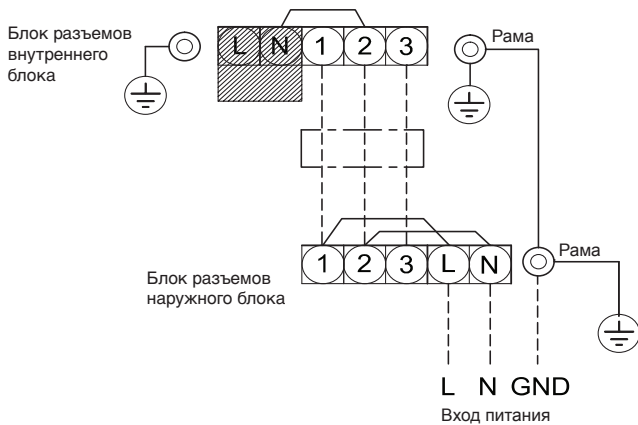 Блок разъемов
внутреннего
блока
L N 1 2 3
Рама
1 2 3 L N
Рама
Блок разъемов
наружного блока
L N GND
Вход питания